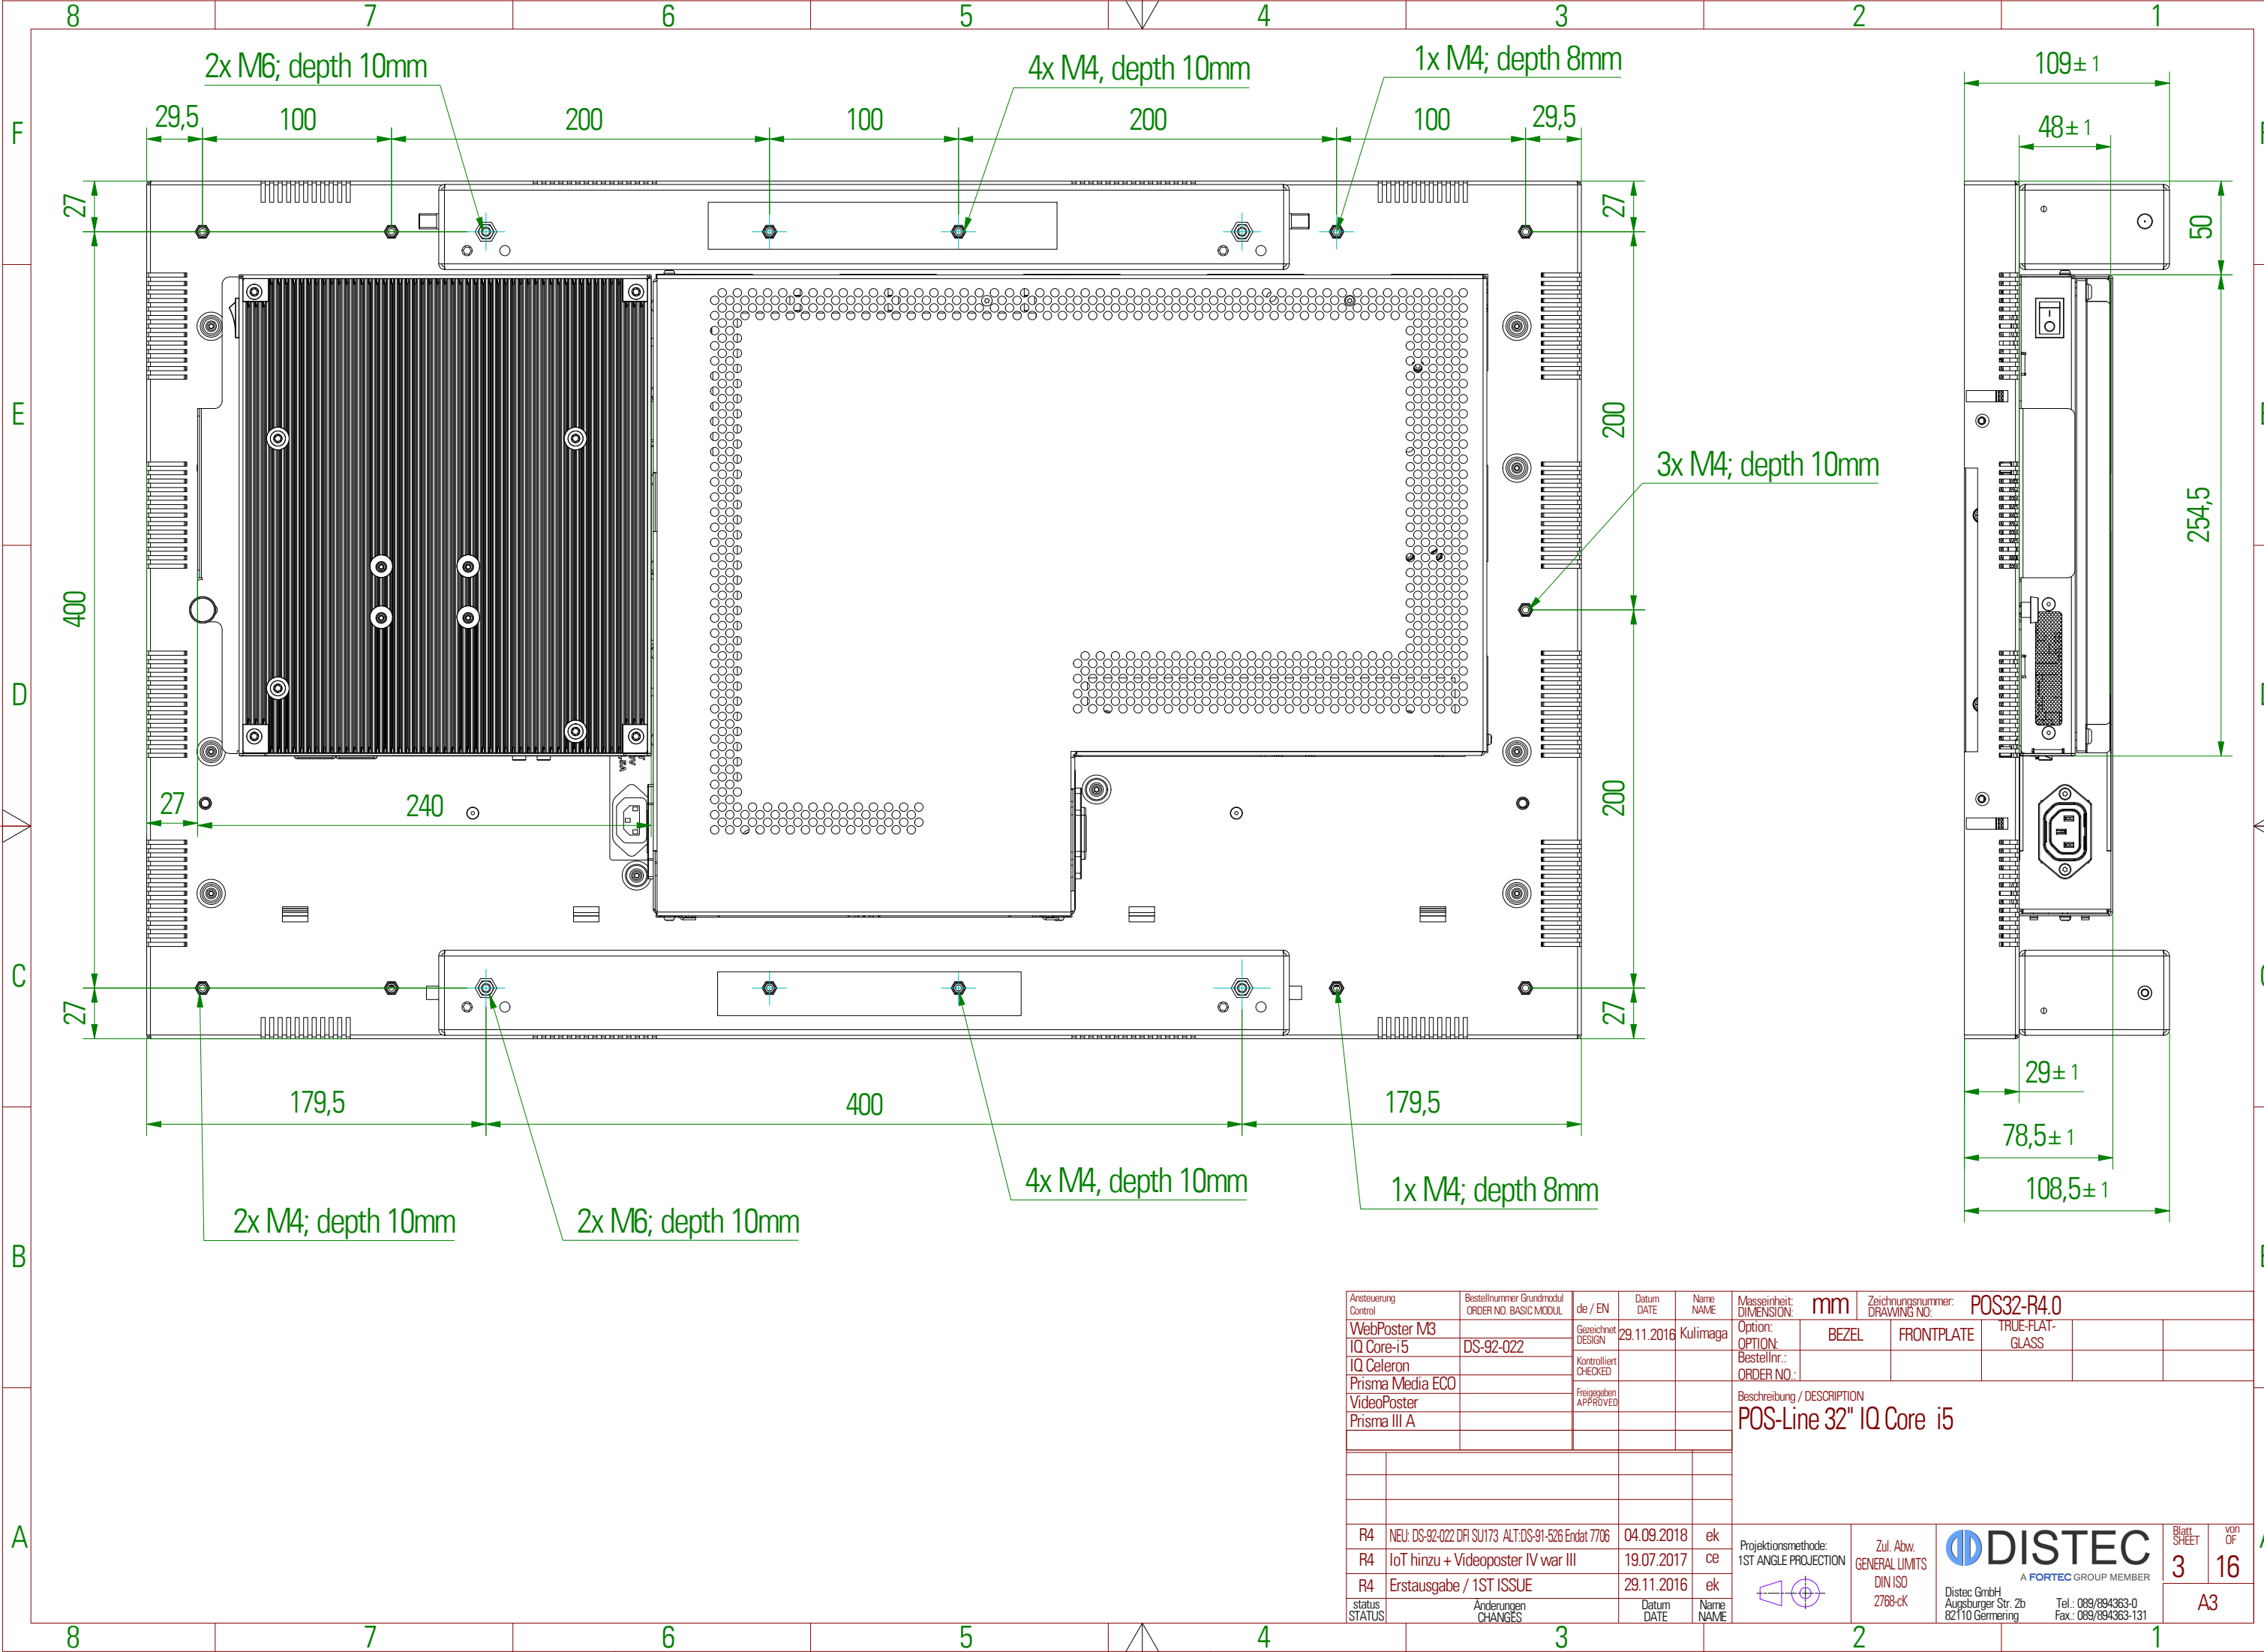 8 7 6 5 4 3 2 1
2x M6; depth 10mm
4x M4, depth 10mm
1x M4; depth 8mm
109± 1
29,5 100 200 100 200 100 29,5
48± 1
F
27
27
50
E
200
254,5
3x M4; depth 10mm
400
D
27 240
200
C
27
27
29± 1
179,5 400 179,5
78,5± 1
4x M4, depth 10mm
1x M4; depth 8mm
108,5± 1
2x M4; depth 10mm
2x M6; depth 10mm
B
A
Ansteuerung
Control
Bestellnummer Grundmodul
ORDER NO. BASIC MODUL
de / EN
Datum
DATE
Name
NAME
Masseinheit:
DIMENSION:
mm
Zeichnungsnummer:
DRAWING NO:
POS32-R4.0
WebPoster M3
IQ Core-i5 DS-92-022
IQ Celeron
Prisma Media ECO
VideoPoster
Prisma III A
Gezeichnet
DESIGN
29.11.2016 Kulimaga
Kontrolliert
CHECKED
Freigegeben
APPROVED
Option:
OPTION:
BEZEL
FRONTPLATE
TRUE-FLAT-
GLASS
Bestellnr.:
ORDER NO.:
Beschreibung / DESCRIPTION
POS-Line 32" IQ Core i5
R4 NEU: DS-92-022 DFI SU173 ALT:DS-91-526 Endat 7706 04.09.2018 ek
R4 IoT hinzu + Videoposter IV war III 19.07.2017 ce
R4 Erstausgabe / 1ST ISSUE 29.11.2016 ek
status
STATUS
Änderungen
CHANGES
Datum
DATE
Name
NAME
Projektionsmethode:
1ST ANGLE PROJECTION
Zul. Abw.
GENERAL LIMITS
DIN ISO
2768-cK
DISTEC
A FORTEC GROUP MEMBER
Distec GmbH
Augsburger Str. 2b
82110 Germering
Tel.: 089/894363-0
Fax.: 089/894363-131
Blatt
SHEET
3
von
OF
16
A3
8 7 6 5 4 3 2 1